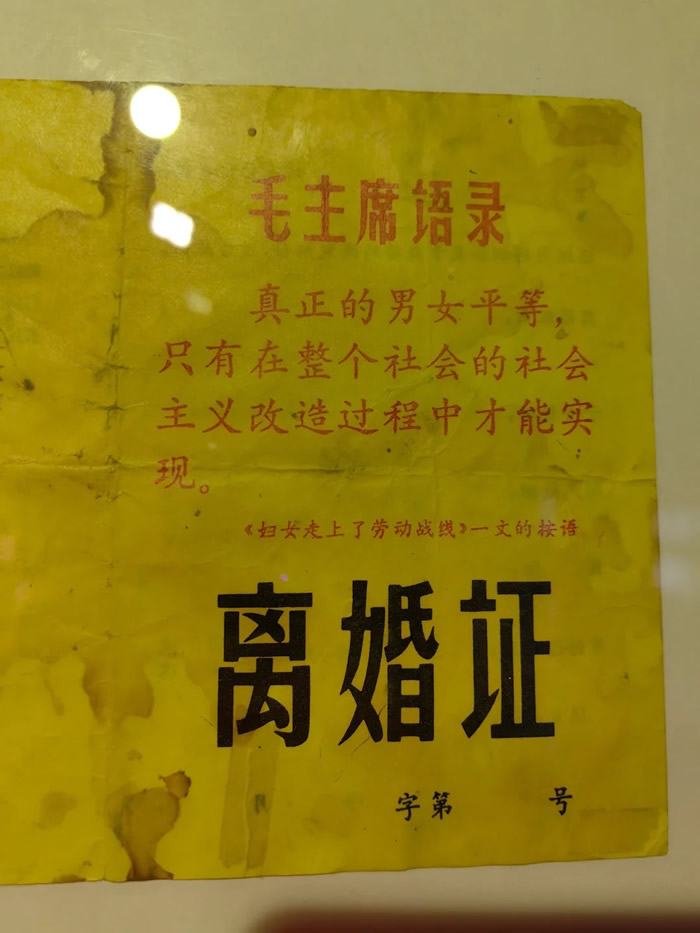 毛主席语录
真正的男女平等，
只有在整个社会的社会
主义改造过程中才能实
现。
《妇女走上了劳动战线》一文的按语
离婚证
字第 号
月